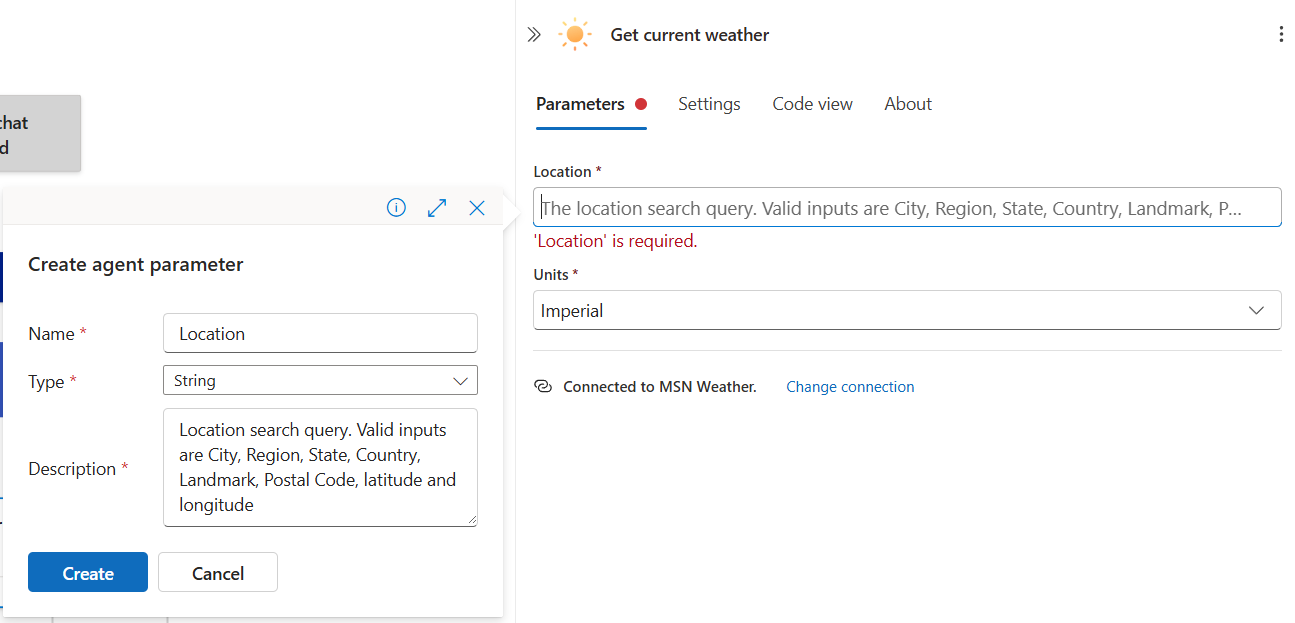 Get current weather
Parameters
Settings
Code view
About
Location *
The location search query. Valid inputs are City, Region, State, Country, Landmark, P...
'Location' is required.
Units *
Imperial
Connected to MSN Weather.
Change connection
Create agent parameter
Name *
Location
Type *
String
Description *
Location search query. Valid inputs
are City, Region, State, Country,
Landmark, Postal Code, latitude and
longitude
Create
Cancel